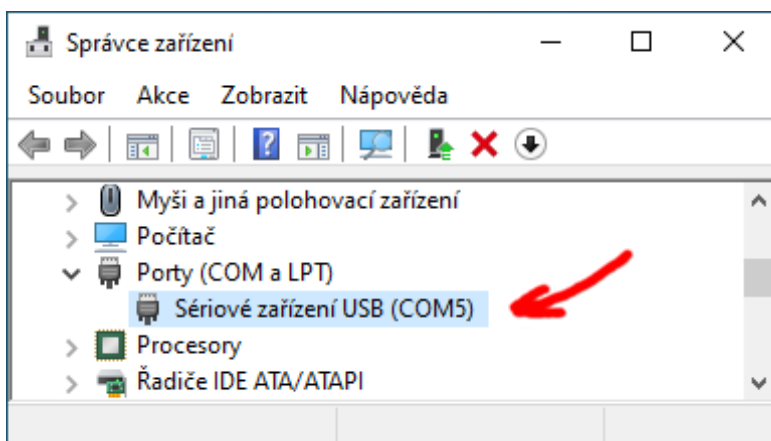 Správce zařízení
Soubor Akce Zobrazit Nápověda
Myši a jiná polohovací zařízení
Počítač
Porty (COM a LPT)
Sériové zařízení USB (COM5)
Procesory
Řadiče IDE ATA/ATAPI